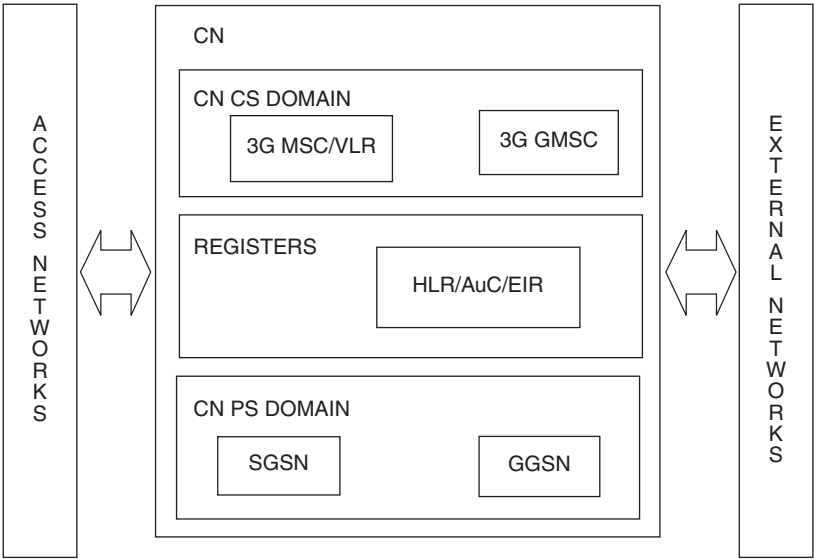 ACCESS NETWORKS
CN
CN CS DOMAIN
3G MSC/VLR
3G GMSC
REGISTERS
HLR/AuC/EIR
CN PS DOMAIN
SGSN
GGSN
EXTERNAL NETWORKS